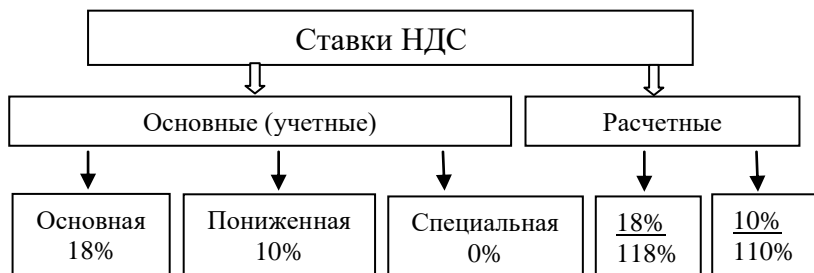 Ставки НДС
Основные (учетные)
Расчетные
Основная
18%
Пониженная
10%
Специальная
0%
18%
118%
10%
110%